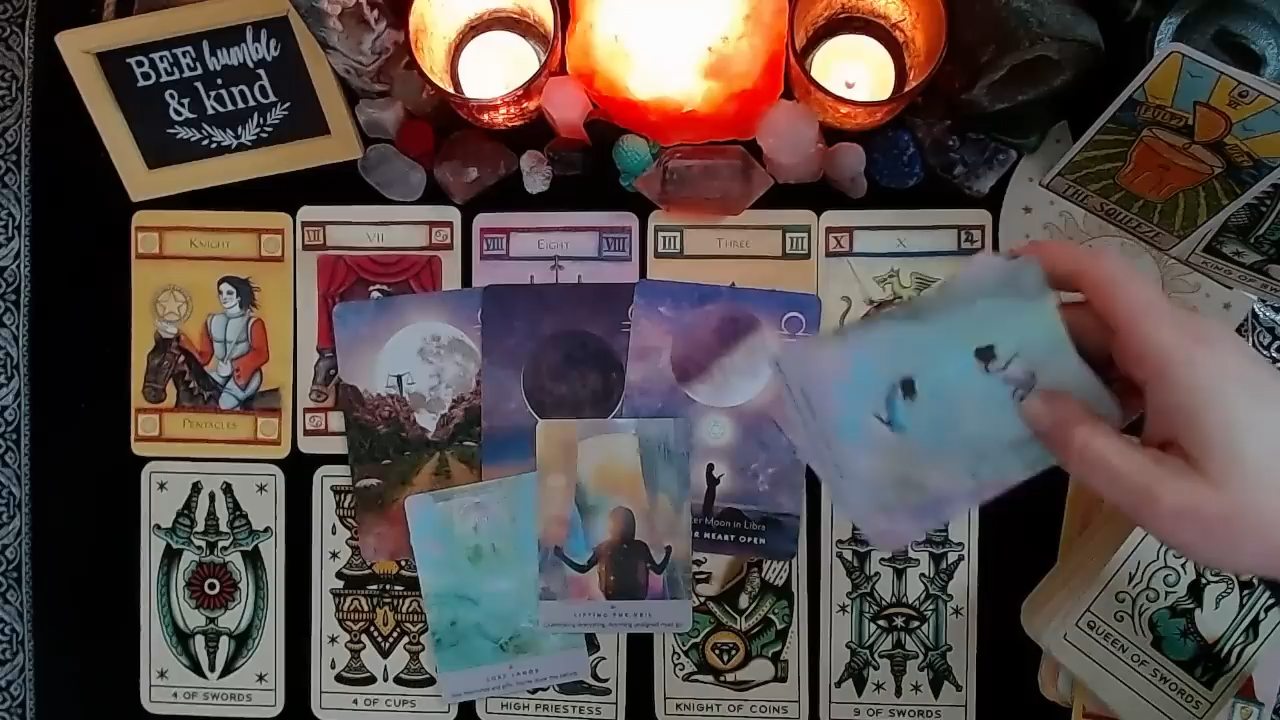 BEE humble
& kind
THE SQUEEZE
KNIGHT
VII
VII
VIII
EIGHT
VIII
III
THREE
III
X
X
PENTACLES
Moon in Libra
HEART OPEN
LIFTING THE VEIL
LOST LANDS
4 OF SWORDS
4 OF CUPS
HIGH PRIESTESS
KNIGHT OF COINS
9 OF SWORDS
QUEEN OF SWORDS
KING OF